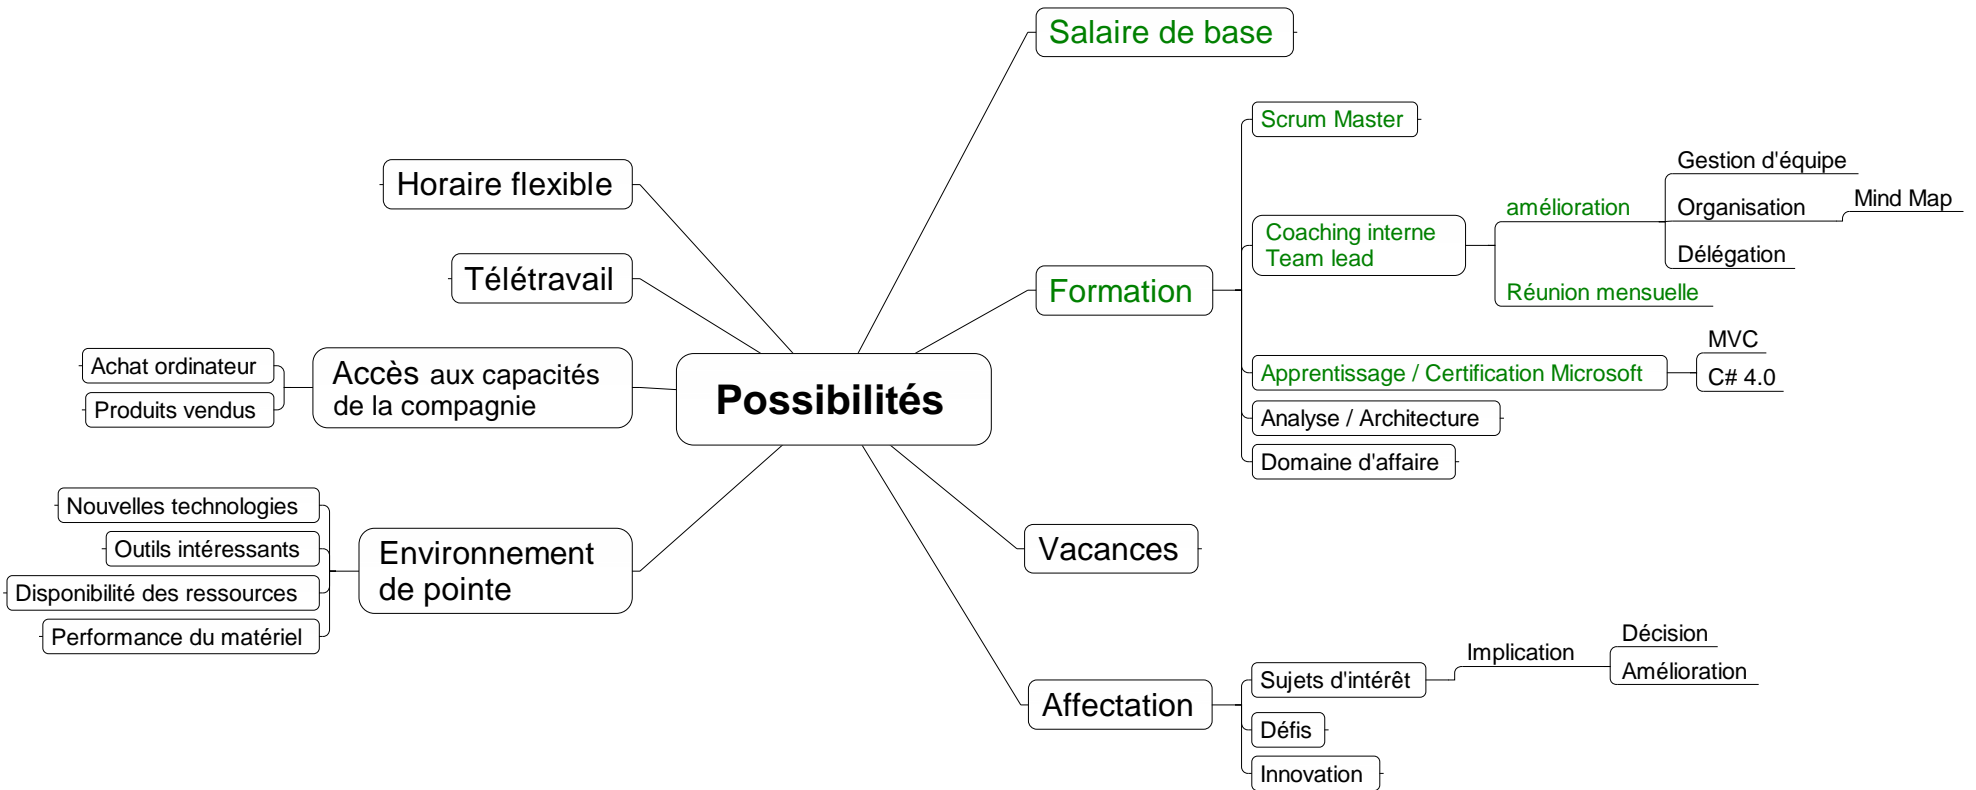 Possibilités
Salaire de base
Formation
Scrum Master
Coaching interne
Team lead
amélioration
Gestion d'équipe
Organisation
Mind Map
Délégation
Réunion mensuelle
Apprentissage / Certification Microsoft
MVC
C# 4.0
Analyse / Architecture
Domaine d'affaire
Vacances
Affectation
Sujets d'intérêt
Implication
Décision
Amélioration
Défis
Innovation
Horaire flexible
Télétravail
Accès aux capacités
de la compagnie
Achat ordinateur
Produits vendus
Environnement
de pointe
Nouvelles technologies
Outils intéressants
Disponibilité des ressources
Performance du matériel